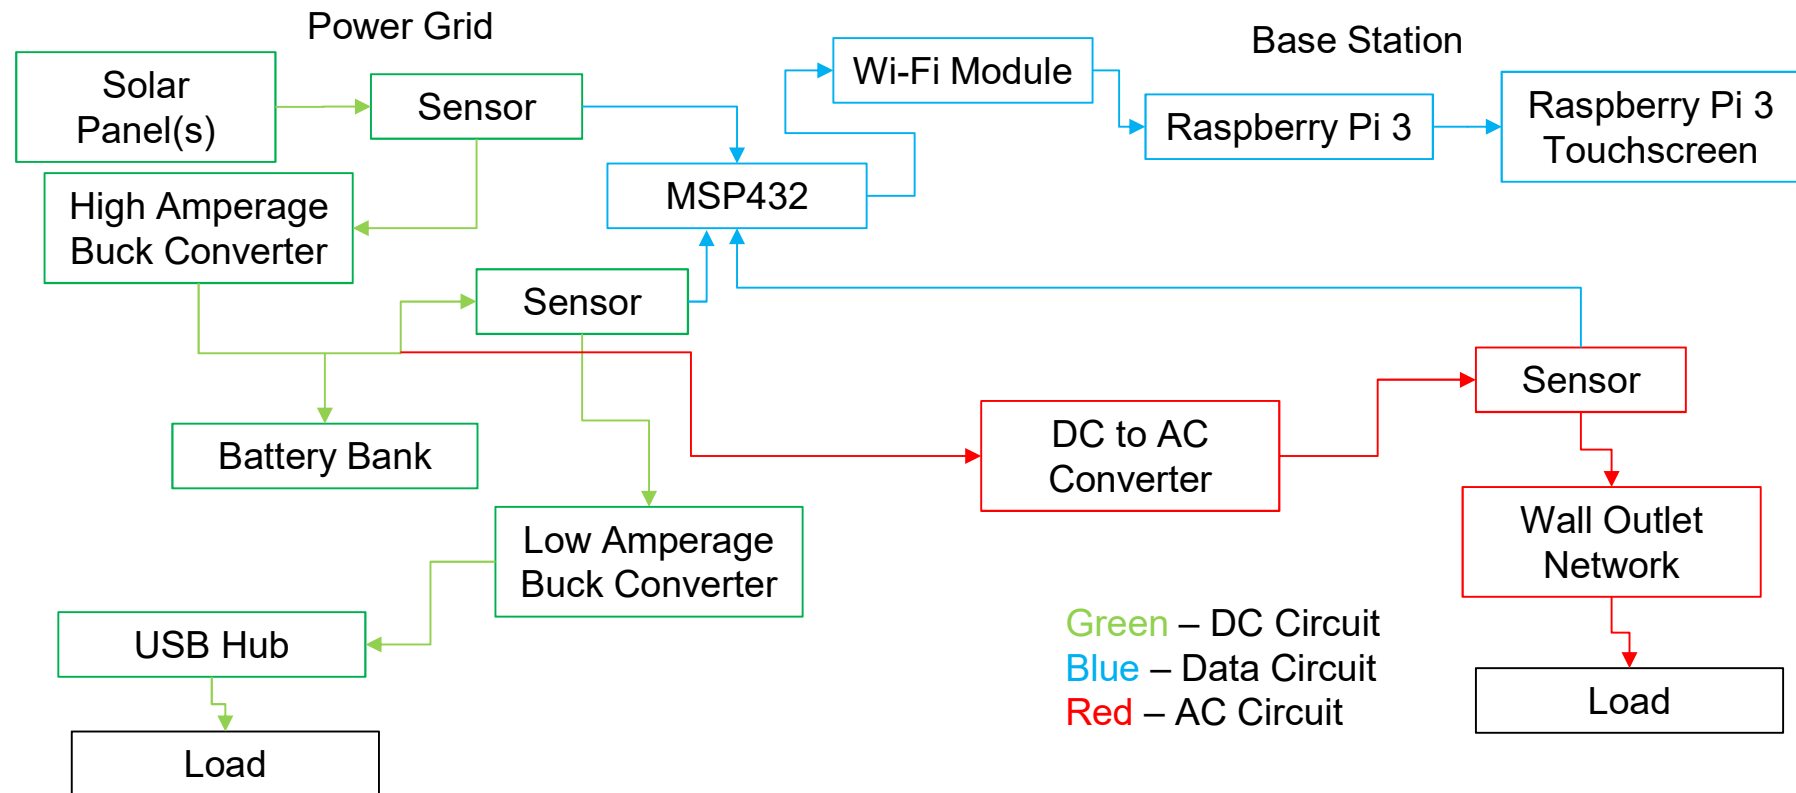 Power Grid
Base Station
Solar
Panel(s)
Sensor
Wi-Fi Module
Raspberry Pi 3
Raspberry Pi 3
Touchscreen
High Amperage
Buck Converter
MSP432
Sensor
Sensor
Battery Bank
DC to AC
Converter
Low Amperage
Buck Converter
Wall Outlet
Network
USB Hub
Green – DC Circuit
Blue – Data Circuit
Red – AC Circuit
Load
Load